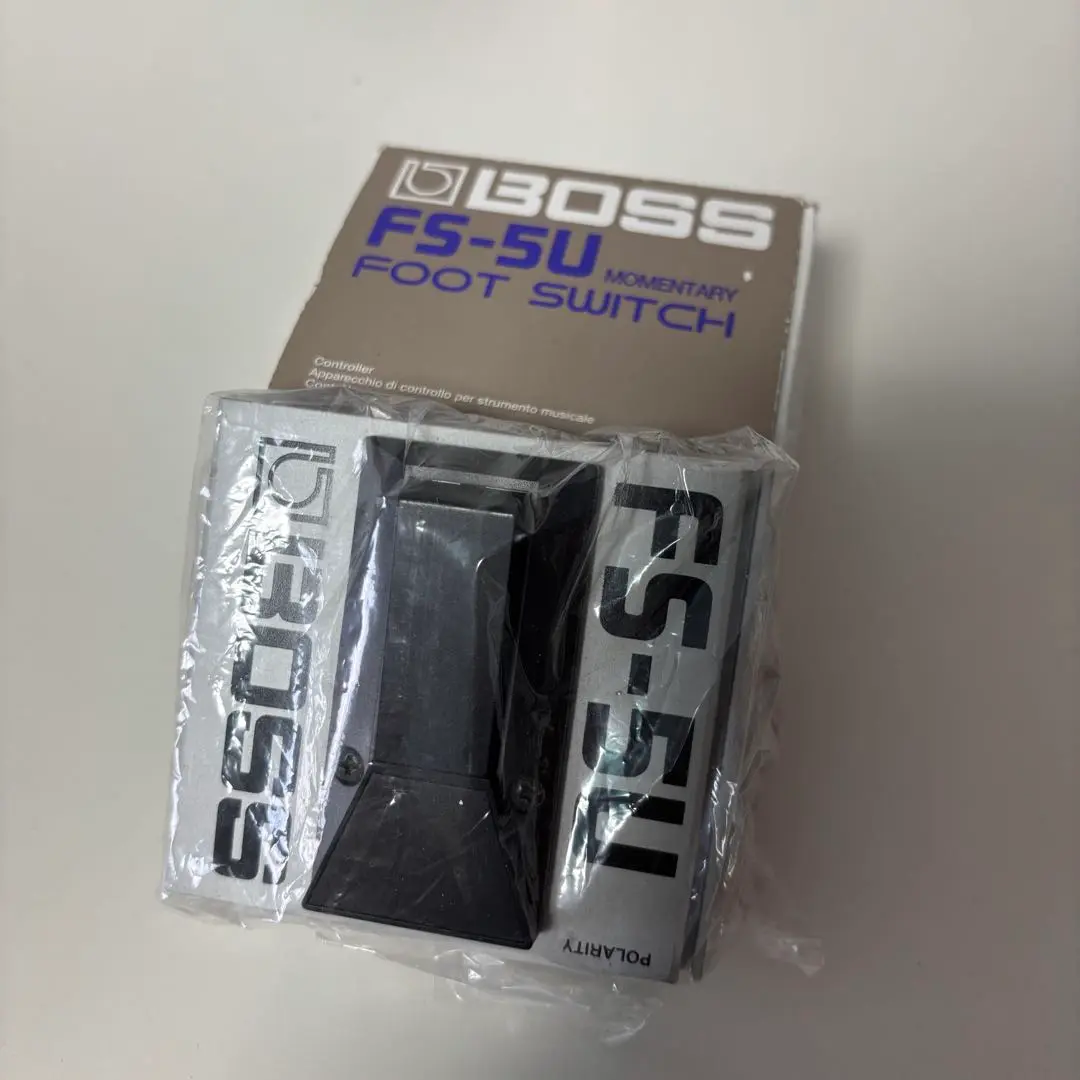 BOSS
FS-5U
MOMENTARY
FOOT SWITCH
Controller
Apparecchio di controllo per strumento musicale
BOSS
FS-5U
POLARITY